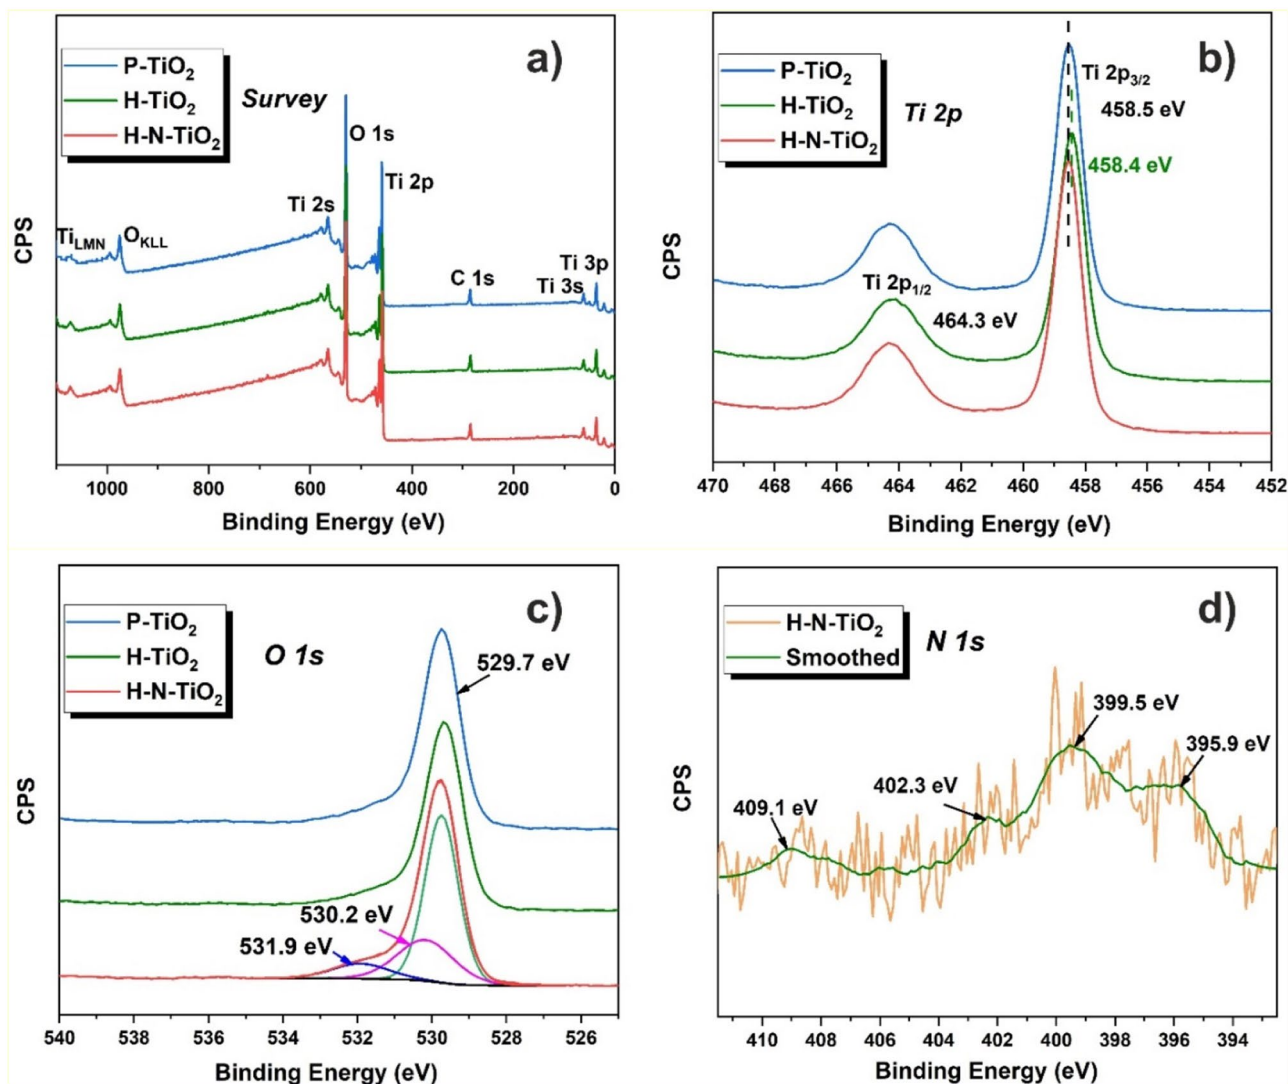 a)
P-TiO₂
H-TiO₂
H-N-TiO₂
Survey
O 1s
Ti 2p
Ti 2s
Ti_LMN
O_KLL
C 1s
Ti 3p
Ti 3s
CPS
1000 800 600 400 200 0
Binding Energy (eV)
b)
P-TiO₂
H-TiO₂
H-N-TiO₂
Ti 2p
Ti 2p₃/₂
458.5 eV
458.4 eV
Ti 2p₁/₂
464.3 eV
CPS
470 468 466 464 462 460 458 456 454 452
Binding Energy (eV)
c)
P-TiO₂
H-TiO₂
H-N-TiO₂
O 1s
529.7 eV
530.2 eV
531.9 eV
CPS
540 538 536 534 532 530 528 526
Binding Energy (eV)
d)
H-N-TiO₂
Smoothed
N 1s
399.5 eV
395.9 eV
402.3 eV
409.1 eV
CPS
410 408 406 404 402 400 398 396 394
Binding Energy (eV)